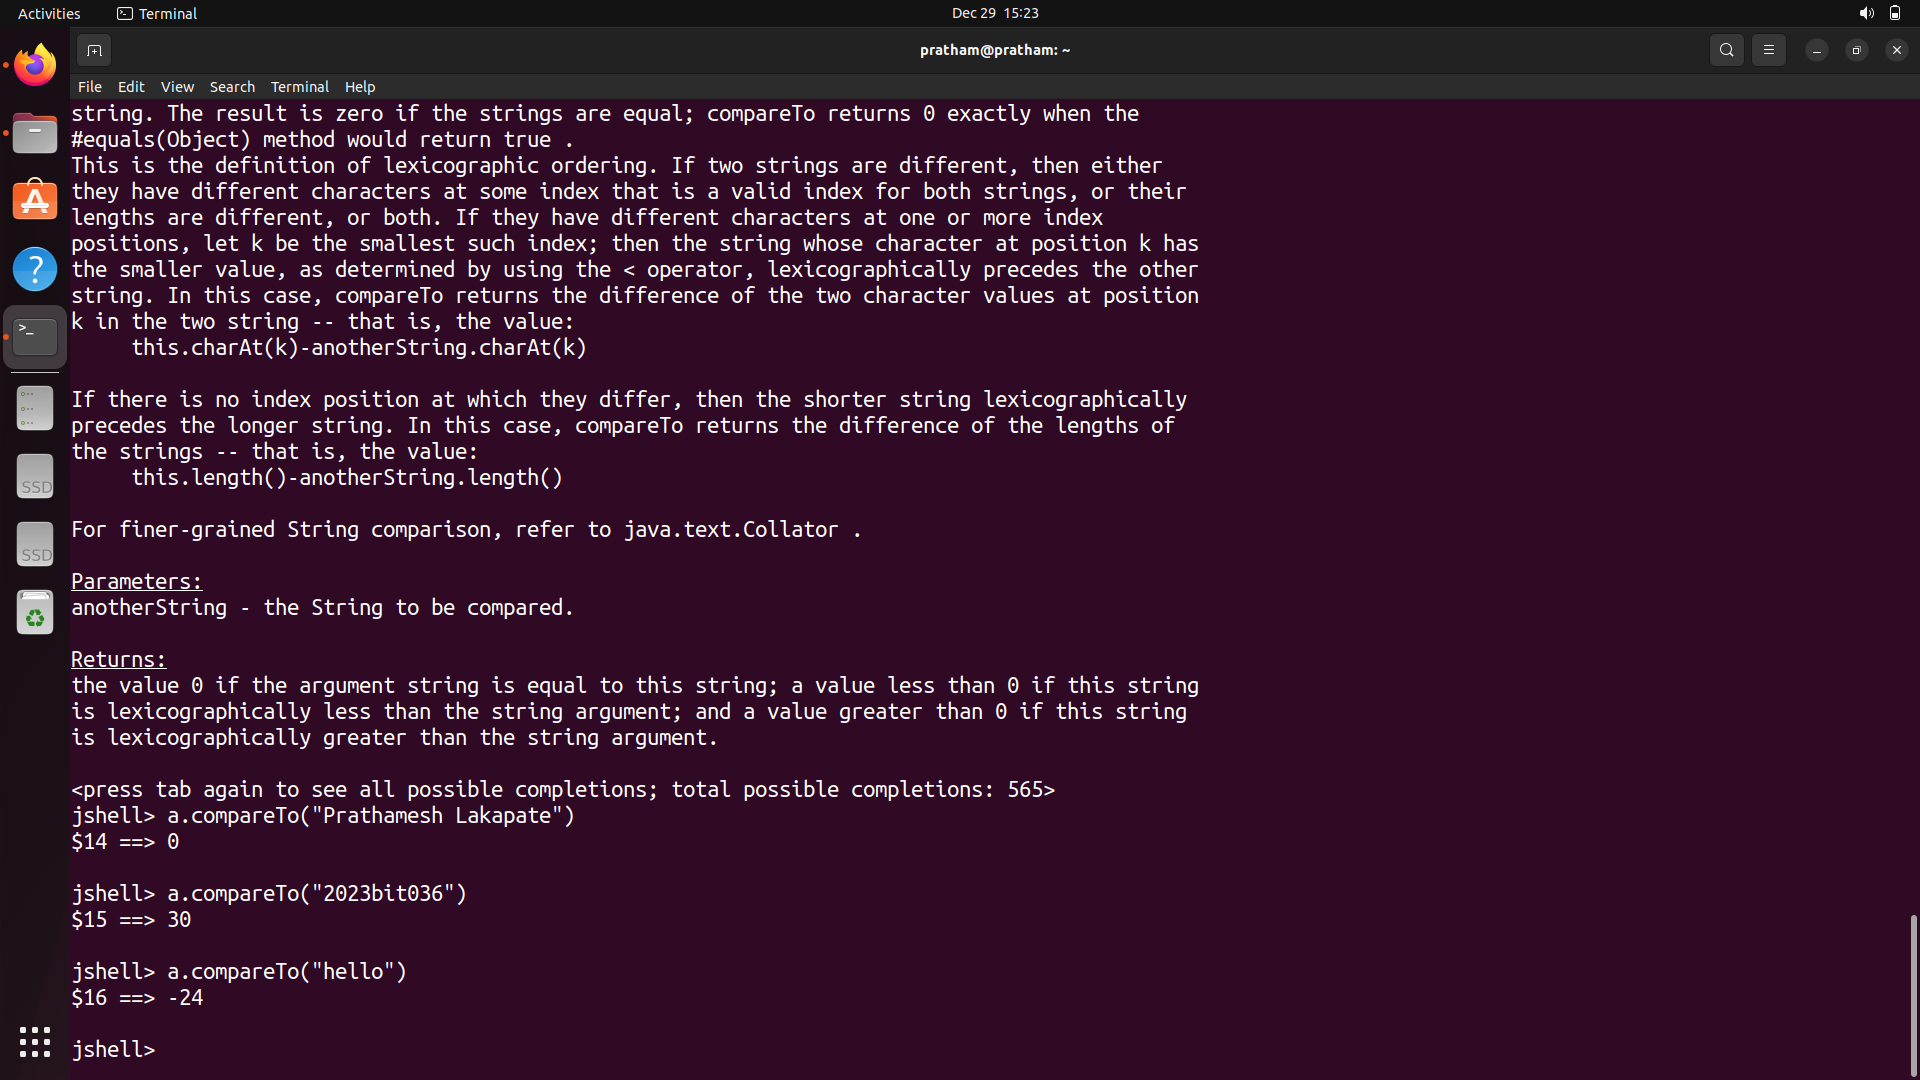 Activities
Terminal
Dec 29 15:23
pratham@pratham: ~
File Edit View Search Terminal Help
string. The result is zero if the strings are equal; compareTo returns 0 exactly when the
#equals(Object) method would return true .
This is the definition of lexicographic ordering. If two strings are different, then either
they have different characters at some index that is a valid index for both strings, or their
lengths are different, or both. If they have different characters at one or more index
positions, let k be the smallest such index; then the string whose character at position k has
the smaller value, as determined by using the < operator, lexicographically precedes the other
string. In this case, compareTo returns the difference of the two character values at position
k in the two string -- that is, the value:
     this.charAt(k)-anotherString.charAt(k)

If there is no index position at which they differ, then the shorter string lexicographically
precedes the longer string. In this case, compareTo returns the difference of the lengths of
the strings -- that is, the value:
     this.length()-anotherString.length()

For finer-grained String comparison, refer to java.text.Collator .

Parameters:
anotherString - the String to be compared.

Returns:
the value 0 if the argument string is equal to this string; a value less than 0 if this string
is lexicographically less than the string argument; and a value greater than 0 if this string
is lexicographically greater than the string argument.

<press tab again to see all possible completions; total possible completions: 565>
jshell> a.compareTo("Prathamesh Lakapate")
$14 ==> 0

jshell> a.compareTo("2023bit036")
$15 ==> 30

jshell> a.compareTo("hello")
$16 ==> -24

jshell>
SSD
SSD